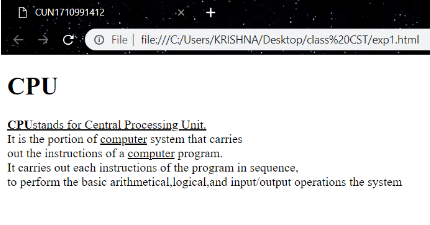 CUN1710991412
File | file:///C:/Users/KRISHNA/Desktop/class%20CST/exp1.html
CPU
CPUstands for Central Processing Unit.
It is the portion of computer system that carries
out the instructions of a computer program.
It carries out each instructions of the program in sequence,
to perform the basic arithmetical,logical,and input/output operations the system